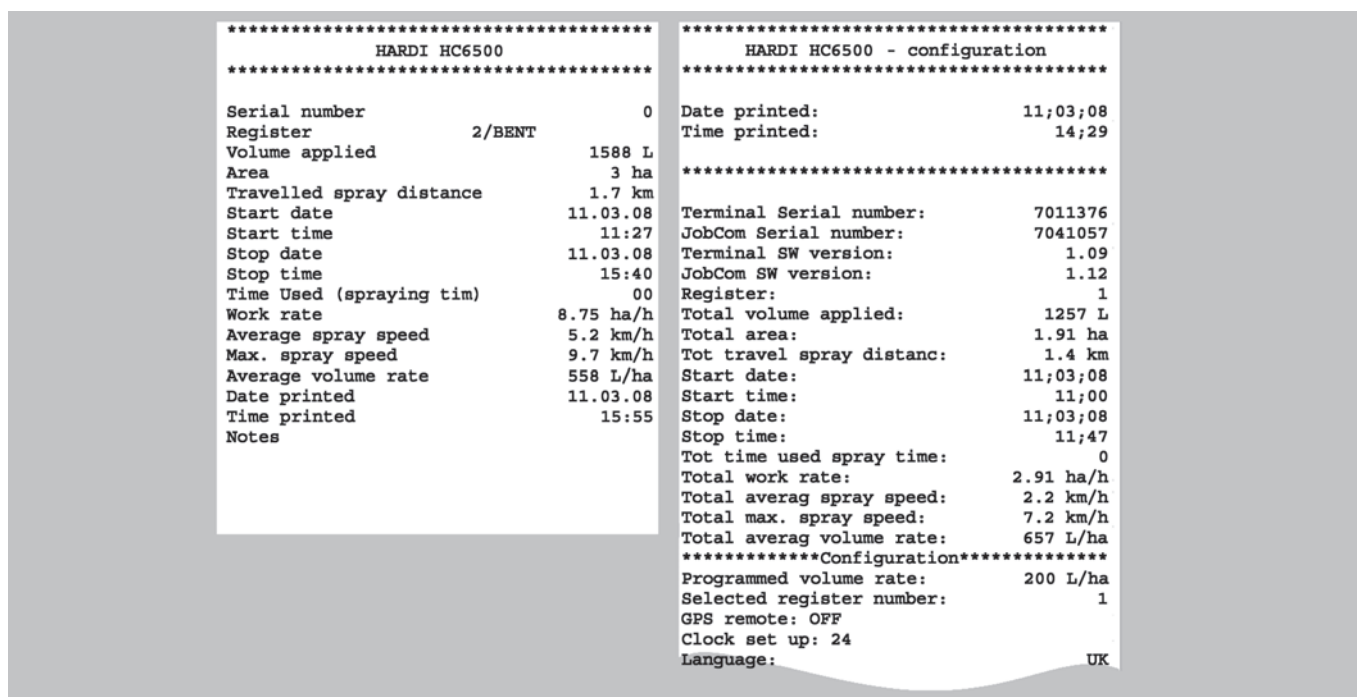 ****************************************
HARDI HC6500
****************************************
Serial number 0
Register 2/BENT
Volume applied 1588 L
Area 3 ha
Travelled spray distance 1.7 km
Start date 11.03.08
Start time 11:27
Stop date 11.03.08
Stop time 15:40
Time Used (spraying tim) 00
Work rate 8.75 ha/h
Average spray speed 5.2 km/h
Max. spray speed 9.7 km/h
Average volume rate 558 L/ha
Date printed 11.03.08
Time printed 15:55
Notes
****************************************
HARDI HC6500 - configuration
****************************************
Date printed: 11;03;08
Time printed: 14;29
****************************************
Terminal Serial number: 7011376
JobCom Serial number: 7041057
Terminal SW version: 1.09
JobCom SW version: 1.12
Register: 1
Total volume applied: 1257 L
Total area: 1.91 ha
Tot travel spray distanc: 1.4 km
Start date: 11;03;08
Start time: 11;00
Stop date: 11;03;08
Stop time: 11;47
Tot time used spray time: 0
Total work rate: 2.91 ha/h
Total averag spray speed: 2.2 km/h
Total max. spray speed: 7.2 km/h
Total averag volume rate: 657 L/ha
*************Configuration**************
Programmed volume rate: 200 L/ha
Selected register number: 1
GPS remote: OFF
Clock set up: 24
Language: UK